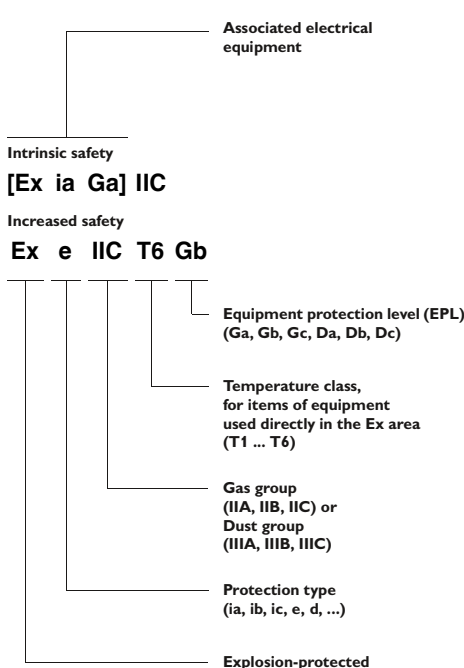 Associated electrical
equipment
Intrinsic safety
[Ex ia Ga] IIC
Increased safety
Ex e IIC T6 Gb
Equipment protection level (EPL)
(Ga, Gb, Gc, Da, Db, Dc)
Temperature class,
for items of equipment
used directly in the Ex area
(T1 ... T6)
Gas group
(IIA, IIB, IIC) or
Dust group
(IIIA, IIIB, IIIC)
Protection type
(ia, ib, ic, e, d, ...)
Explosion-protected